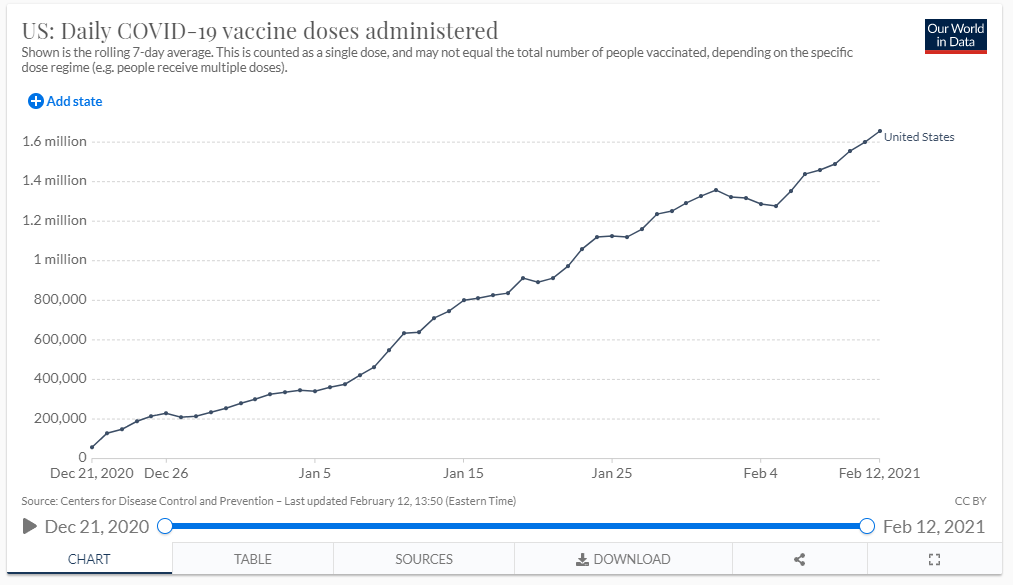 US: Daily COVID-19 vaccine doses administered
Our World
in Data
Shown is the rolling 7-day average. This is counted as a single dose, and may not equal the total number of people vaccinated, depending on the specific
dose regime (e.g. people receive multiple doses).
Add state
1.6 million
United States
1.4 million
1.2 million
1 million
800,000
600,000
400,000
200,000
0
Dec 21, 2020 Dec 26 Jan 5 Jan 15 Jan 25 Feb 4 Feb 12, 2021
Source: Centers for Disease Control and Prevention – Last updated February 12, 13:50 (Eastern Time) CC BY
Dec 21, 2020 Feb 12, 2021
CHART TABLE SOURCES DOWNLOAD